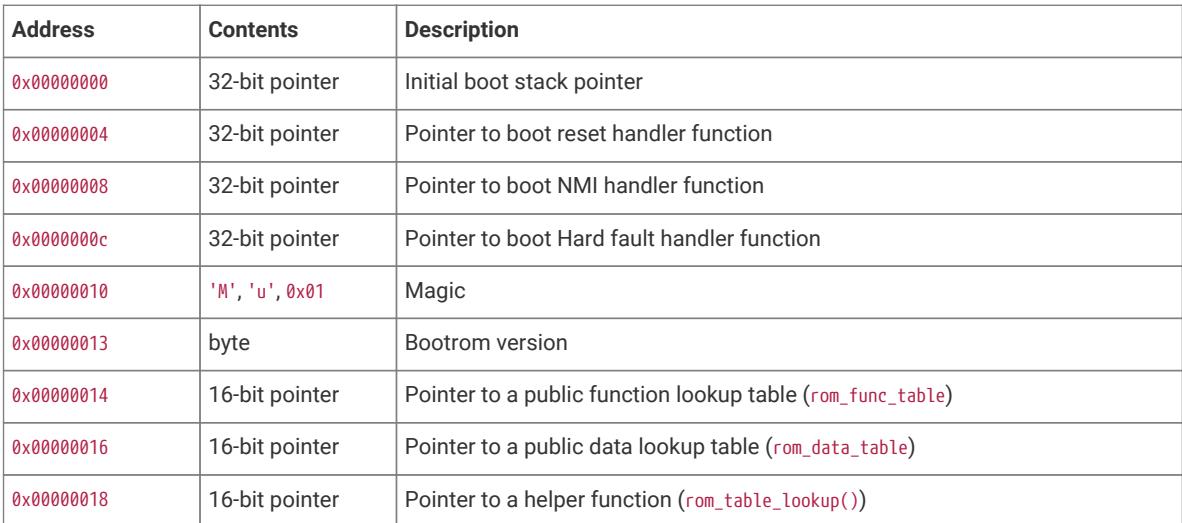 Address Contents Description
0x00000000 32-bit pointer Initial boot stack pointer
0x00000004 32-bit pointer Pointer to boot reset handler function
0x00000008 32-bit pointer Pointer to boot NMI handler function
0x0000000c 32-bit pointer Pointer to boot Hard fault handler function
0x00000010 'M', 'u', 0x01 Magic
0x00000013 byte Bootrom version
0x00000014 16-bit pointer Pointer to a public function lookup table (rom_func_table)
0x00000016 16-bit pointer Pointer to a public data lookup table (rom_data_table)
0x00000018 16-bit pointer Pointer to a helper function (rom_table_lookup())